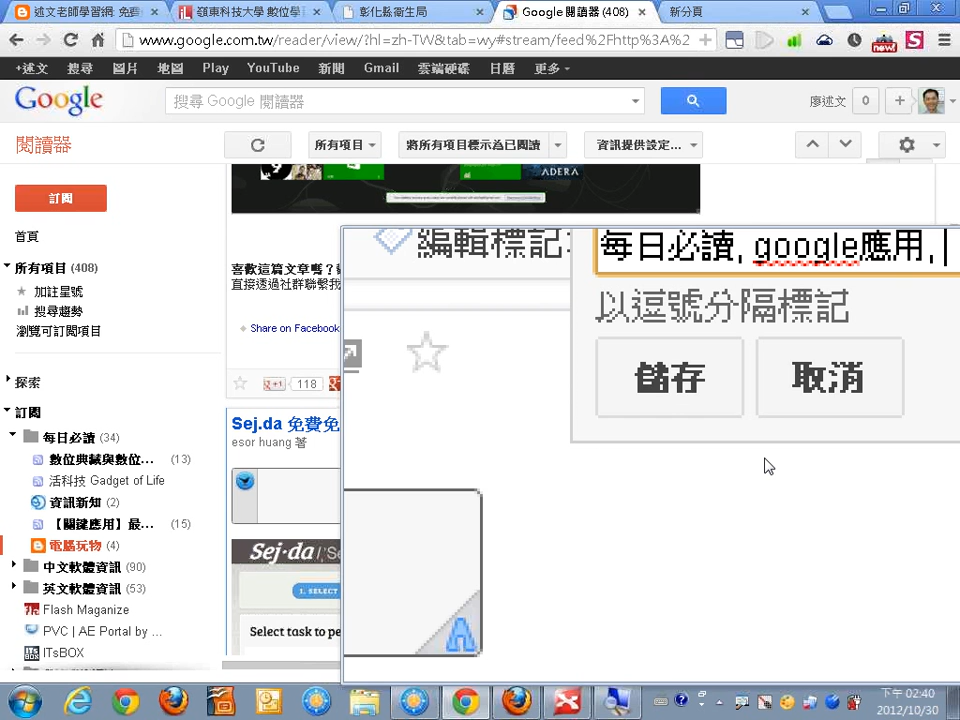 述文老師學習網: 免費
嶺東科技大學 數位學
彰化縣衛生局
Google 閱讀器 (408)
新分頁
www.google.com.tw/reader/view/?hl=zh-TW&tab=wy#stream/feed%2Fhttp%3A%2
now!
+述文 搜尋 圖片 地圖 Play YouTube 新聞 Gmail 雲端硬碟 日曆 更多
Google
搜尋 Google 閱讀器
廖述文 0 +
閱讀器
所有項目
將所有項目標示為已閱讀
資訊提供設定...
訂閱
首頁
所有項目 (408)
加註星號
搜尋趨勢
瀏覽可訂閱項目
探索
訂閱
每日必讀 (34)
數位典藏與數位... (13)
活科技 Gadget of Life
資訊新知 (2)
【關鍵應用】最... (15)
電腦玩物 (4)
中文軟體資訊 (90)
英文軟體資訊 (53)
Flash Maganize
PVC | AE Portal by ...
ITsBOX
ADERA
喜歡這篇文章嗎？
直接透過社群聯繫我
Share on Facebook
+1 118
Sej.da 免費免
esor huang 著
Sej·da
1. SELECT
Select task to pe
編輯標記:
每日必讀, google應用,
以逗號分隔標記
儲存
取消
下午 02:40
2012/10/30